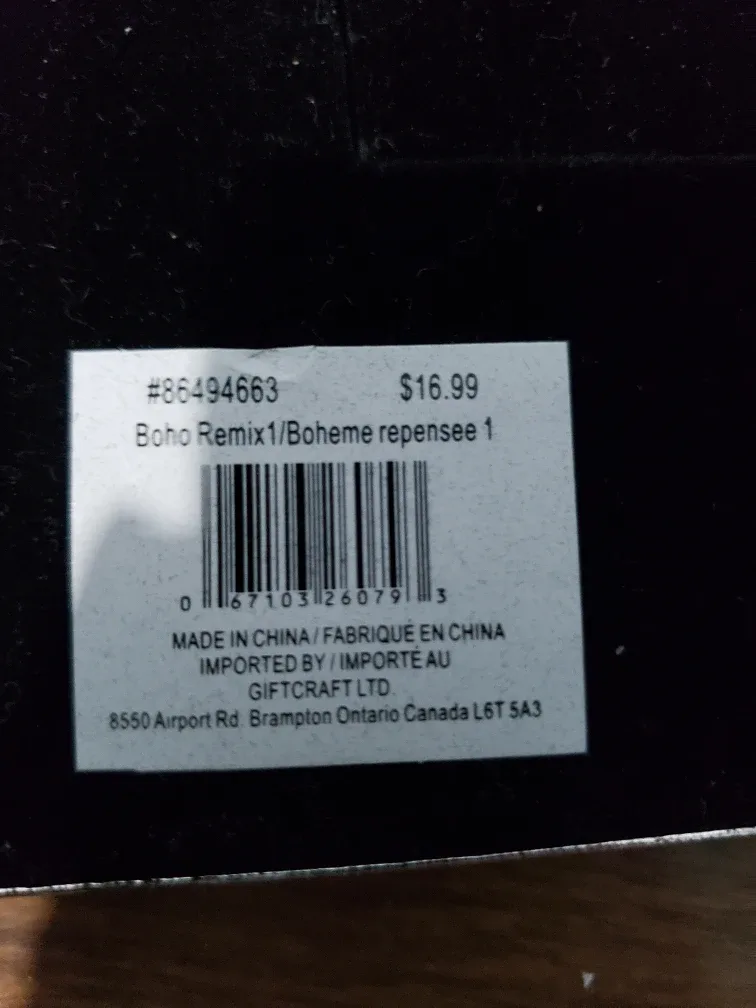 #86494663 $16.99
Boho Remix1/Boheme repensee 1
0 67103 26079 3
MADE IN CHINA / FABRIQUÉ EN CHINA
IMPORTED BY / IMPORTÉ AU
GIFTCRAFT LTD.
8550 Airport Rd. Brampton Ontario Canada L6T 5A3